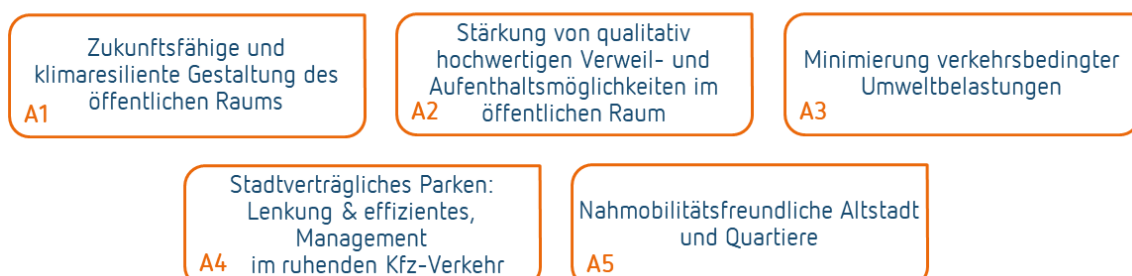 Zukunftsfähige und
klimaresiliente Gestaltung des
öffentlichen Raums
A1
Stärkung von qualitativ
hochwertigen Verweil- und
Aufenthaltsmöglichkeiten im
öffentlichen Raum
A2
Minimierung verkehrsbedingter
Umweltbelastungen
A3
Stadtverträgliches Parken:
Lenkung & effizientes,
Management
im ruhenden Kfz-Verkehr
A4
Nahmobilitätsfreundliche Altstadt
und Quartiere
A5